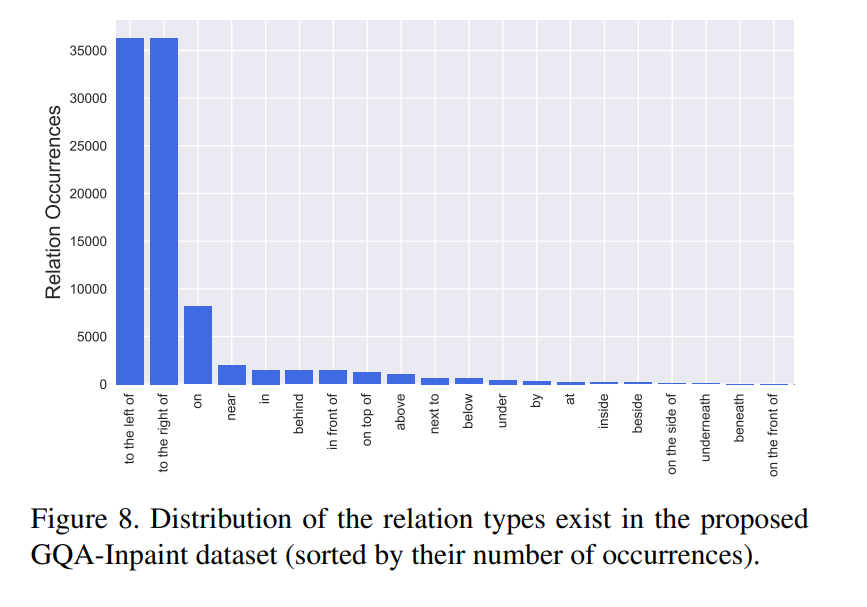 35000
30000
25000
20000
15000
10000
5000
0
Relation Occurrences
to the left of
to the right of
on
near
in
behind
in front of
on top of
above
next to
below
under
by
at
inside
beside
on the side of
underneath
beneath
on the front of
Figure 8. Distribution of the relation types exist in the proposed
GQA-Inpaint dataset (sorted by their number of occurrences).